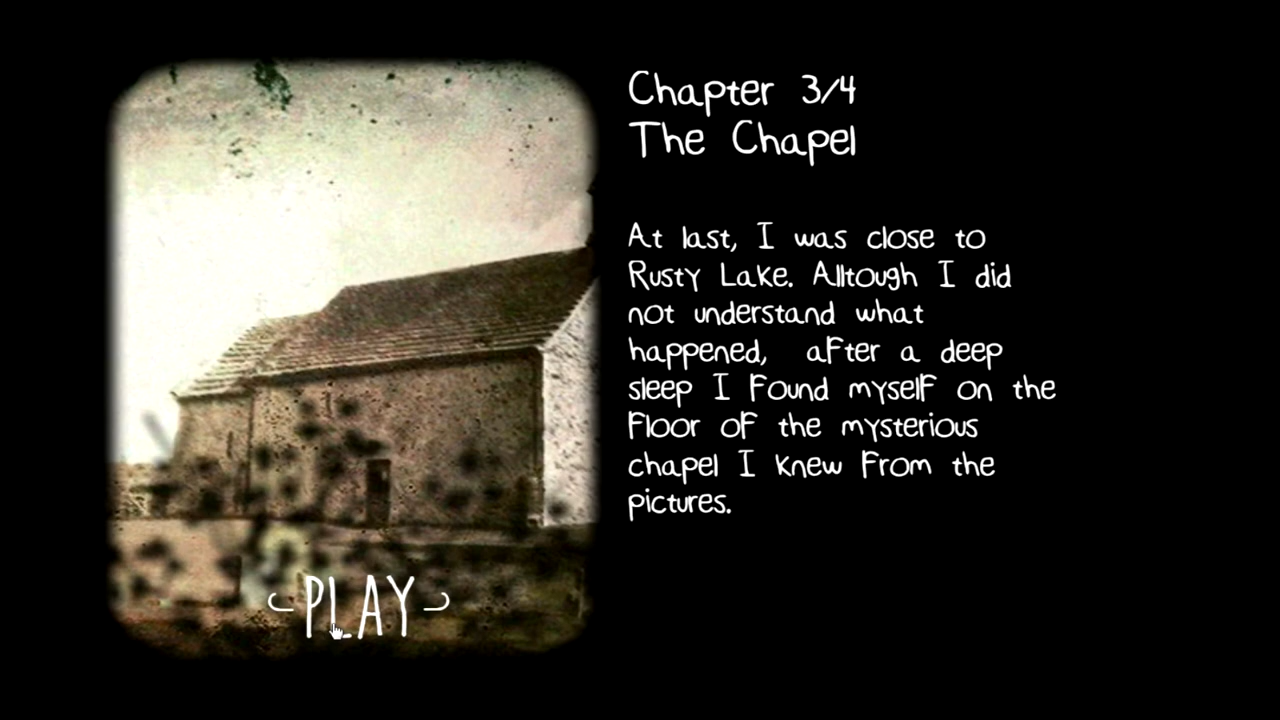 Chapter 3/4
The Chapel
At last, I was close to
Rusty Lake. Alltough I did
not understand what
happened, after a deep
sleep I found myself on the
floor of the mysterious
chapel I knew from the
pictures.
PLAY